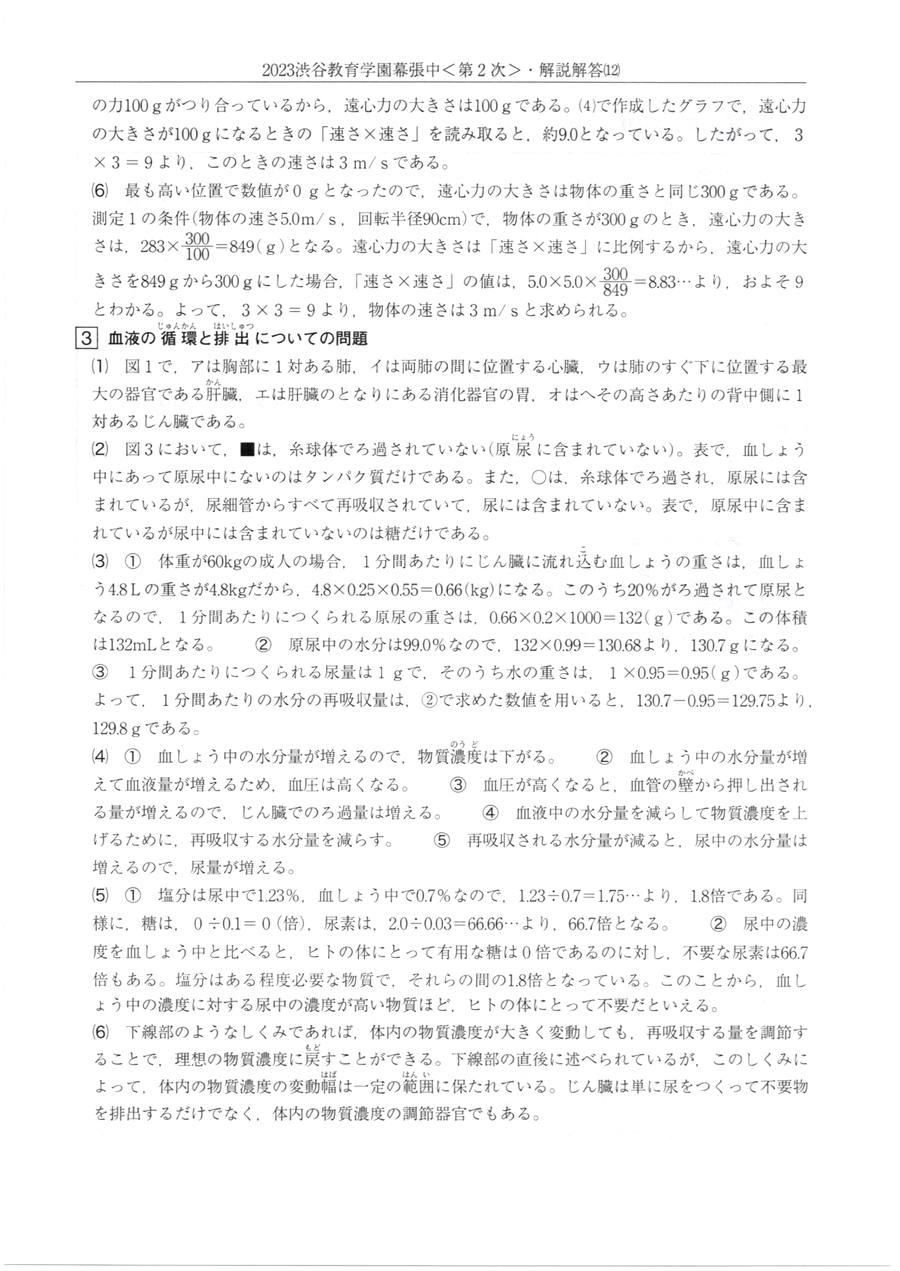 2023渋谷教育学園幕張中＜第２次＞・解説解答⑿
の力100ｇがつり合っているから，遠心力の大きさは100ｇである。⑷で作成したグラフで，遠心力
の大きさが100ｇになるときの「速さ×速さ」を読み取ると，約9.0となっている。したがって，３
×３＝９より，このときの速さは３ｍ/ｓである。
⑹　最も高い位置で数値が０ｇとなったので，遠心力の大きさは物体の重さと同じ300ｇである。
測定１の条件(物体の速さ5.0ｍ/ｓ，回転半径90cm)で，物体の重さが300ｇのとき，遠心力の大き
さは，283×300/100＝849(ｇ)となる。遠心力の大きさは「速さ×速さ」に比例するから，遠心力の大
きさを849ｇから300ｇにした場合，「速さ×速さ」の値は，5.0×5.0×300/849＝8.83…より，およそ９
とわかる。よって，３×３＝９より，物体の速さは３ｍ/ｓと求められる。
じゅんかん　はいしゅつ
3　血液の循環と排出についての問題
⑴　図１で，アは胸部に１対ある肺，イは両肺の間に位置する心臓，ウは肺のすぐ下に位置する最
かん
大の器官である肝臓，エは肝臓のとなりにある消化器官の胃，オはへその高さあたりの背中側に１
対あるじん臓である。
にょう
⑵　図３において，■は，糸球体でろ過されていない(原尿に含まれていない)。表で，血しょう
中にあって原尿中にないのはタンパク質だけである。また，○は，糸球体でろ過され，原尿には含
まれているが，尿細管からすべて再吸収されていて，尿には含まれていない。表で，原尿中に含ま
れているが尿中には含まれていないのは糖だけである。
こ
⑶　①　体重が60kgの成人の場合，１分間あたりにじん臓に流れ込む血しょうの重さは，血しょ
う4.8Ｌの重さが4.8kgだから，4.8×0.25×0.55＝0.66(kg)になる。このうち20％がろ過されて原尿と
なるので，１分間あたりにつくられる原尿の重さは，0.66×0.2×1000＝132(ｇ)である。この体積
は132mLとなる。　②　原尿中の水分は99.0％なので，132×0.99＝130.68より，130.7ｇになる。
③　１分間あたりにつくられる尿量は１ｇで，そのうち水の重さは，１×0.95＝0.95(ｇ)である。
よって，１分間あたりの水分の再吸収量は，②で求めた数値を用いると，130.7－0.95＝129.75より，
129.8ｇである。
のうど
⑷　①　血しょう中の水分量が増えるので，物質濃度は下がる。　②　血しょう中の水分量が増
かべ
えて血液量が増えるため，血圧は高くなる。　③　血圧が高くなると，血管の壁から押し出され
る量が増えるので，じん臓でのろ過量は増える。　④　血液中の水分量を減らして物質濃度を上
げるために，再吸収する水分量を減らす。　⑤　再吸収される水分量が減ると，尿中の水分量は
増えるので，尿量が増える。
⑸　①　塩分は尿中で1.23％，血しょう中で0.7％なので，1.23÷0.7＝1.75…より，1.8倍である。同
様に，糖は，０÷0.1＝０(倍)，尿素は，2.0÷0.03＝66.66…より，66.7倍となる。　②　尿中の濃
度を血しょう中と比べると，ヒトの体にとって有用な糖は０倍であるのに対し，不要な尿素は66.7
倍もある。塩分はある程度必要な物質で，それらの間の1.8倍となっている。このことから，血し
ょう中の濃度に対する尿中の濃度が高い物質ほど，ヒトの体にとって不要だといえる。
⑹　下線部のようなしくみであれば，体内の物質濃度が大きく変動しても，再吸収する量を調節す
もど
ることで，理想の物質濃度に戻すことができる。下線部の直後に述べられているが，このしくみに
はば　はんい
よって，体内の物質濃度の変動幅は一定の範囲に保たれている。じん臓は単に尿をつくって不要物
を排出するだけでなく，体内の物質濃度の調節器官でもある。